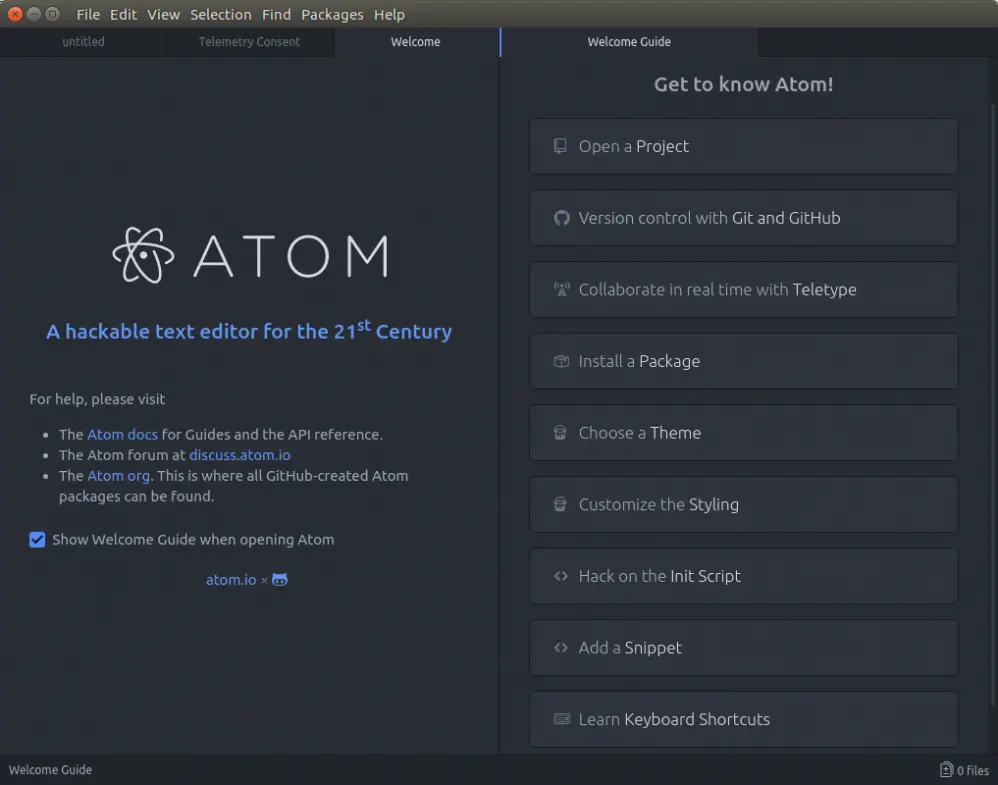 File Edit View Selection Find Packages Help
untitled
Telemetry Consent
Welcome
Welcome Guide
ATOM
A hackable text editor for the 21st Century
For help, please visit
• The Atom docs for Guides and the API reference.
• The Atom forum at discuss.atom.io
• The Atom org. This is where all GitHub-created Atom
packages can be found.
Show Welcome Guide when opening Atom
atom.io ×
Get to know Atom!
Open a Project
Version control with Git and GitHub
Collaborate in real time with Teletype
Install a Package
Choose a Theme
Customize the Styling
Hack on the Init Script
Add a Snippet
Learn Keyboard Shortcuts
Welcome Guide
0 files